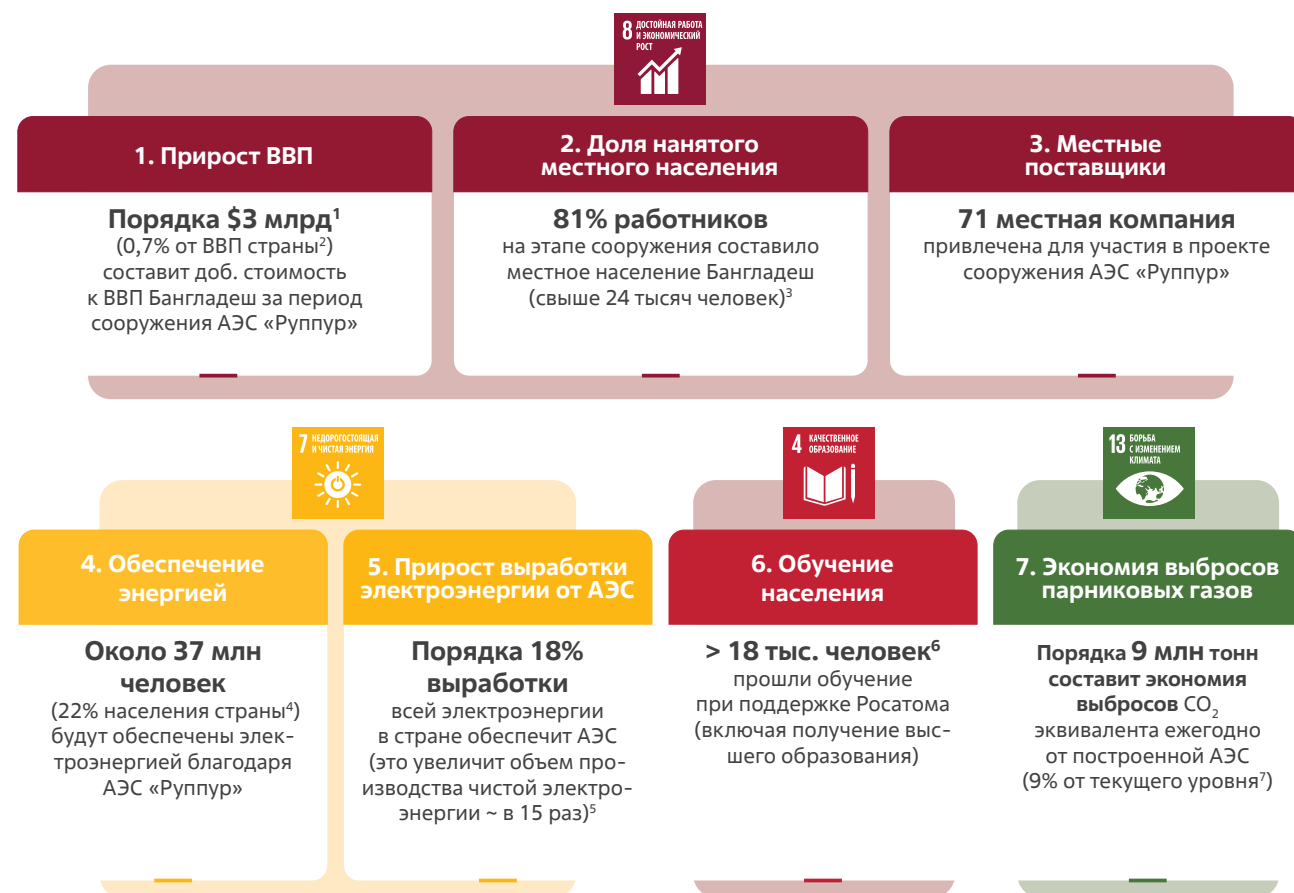 8 ДОСТОЙНАЯ РАБОТА
И ЭКОНОМИЧЕСКИЙ
РОСТ
1. Прирост ВВП
Порядка $3 млрд¹
(0,7% от ВВП страны²)
составит доб. стоимость
к ВВП Бангладеш за период
сооружения АЭС «Руппур»
2. Доля нанятого
местного населения
81% работников
на этапе сооружения составило
местное население Бангладеш
(свыше 24 тысяч человек)³
3. Местные
поставщики
71 местная компания
привлечена для участия в проекте
сооружения АЭС «Руппур»
7 НЕДОРОГОСТОЯЩАЯ
И ЧИСТАЯ ЭНЕРГИЯ
4. Обеспечение
энергией
Около 37 млн
человек
(22% населения страны⁴)
будут обеспечены элек-
троэнергией благодаря
АЭС «Руппур»
5. Прирост выработки
электроэнергии от АЭС
Порядка 18%
выработки
всей электроэнергии
в стране обеспечит АЭС
(это увеличит объем про-
изводства чистой электро-
энергии ~ в 15 раз)⁵
4 КАЧЕСТВЕННОЕ
ОБРАЗОВАНИЕ
6. Обучение
населения
> 18 тыс. человек⁶
прошли обучение
при поддержке Росатома
(включая получение выс-
шего образования)
13 БОРЬБА
С ИЗМЕНЕНИЕМ
КЛИМАТА
7. Экономия выбросов
парниковых газов
Порядка 9 млн тонн
составит экономия
выбросов CO₂
эквивалента ежегодно
от построенной АЭС
(9% от текущего уровня⁷)